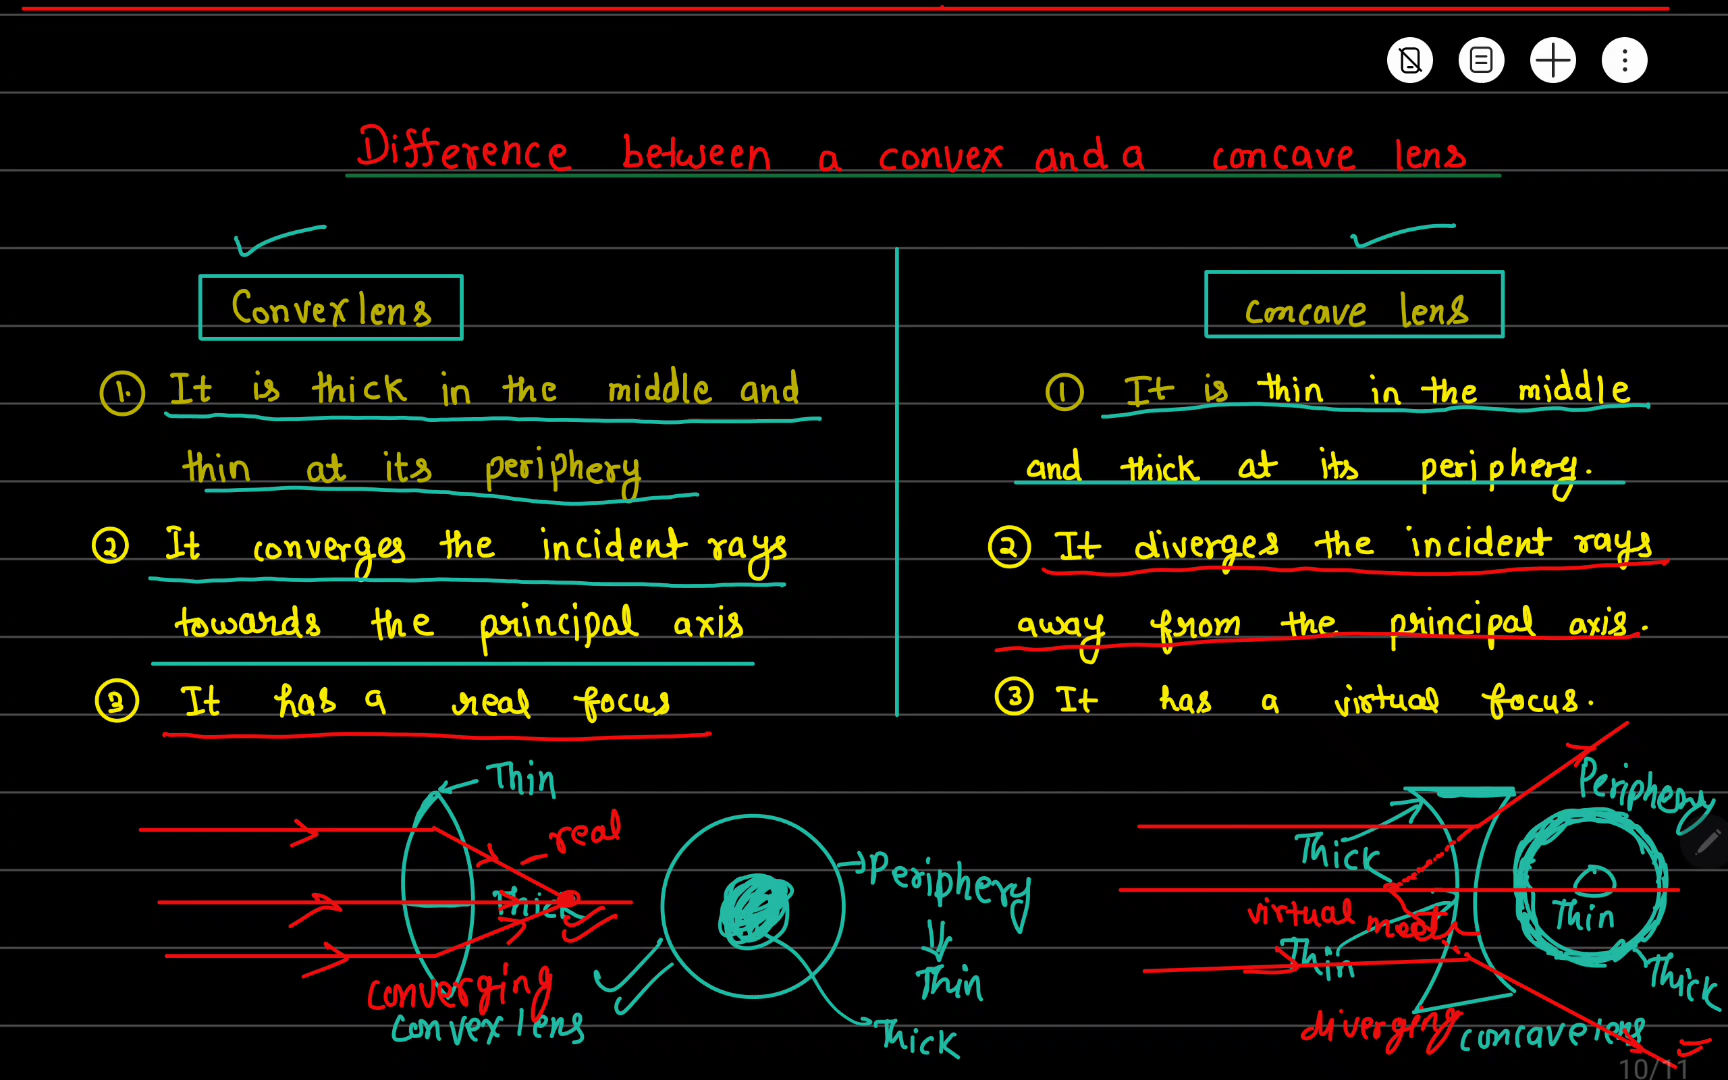 Difference between a convex and a concave lens
Convex lens
1. It is thick in the middle and
thin at its periphery
2 It converges the incident rays
towards the principal axis
3 It has a real focus
concave lens
1 It is thin in the middle
and thick at its periphery.
2 It diverges the incident rays
away from the principal axis.
3 It has a virtual focus.
Thin
real
Thick
converging
convex lens
Periphery
Thin
Thick
Periphery
Thick
virtual meet
Thin
Thin
Thick
diverging
concave lens
10/11